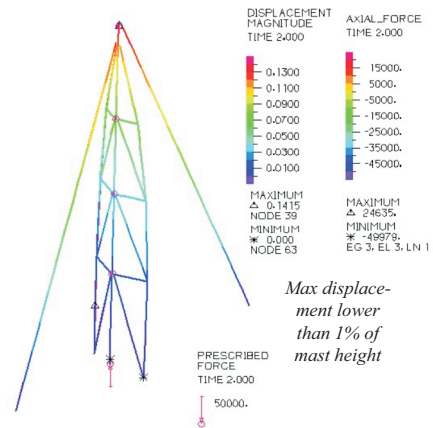 DISPLACEMENT
MAGNITUDE
TIME 2.000
0.1300
0.1100
0.0900
0.0700
0.0500
0.0300
0.0100
MAXIMUM
0.1415
NODE 39
MINIMUM
0.000
NODE 63
AXIAL_FORCE
TIME 2.000
15000.
5000.
-5000.
-15000.
-25000.
-35000.
-45000.
MAXIMUM
24635.
MINIMUM
-49979.
EG 3, EL 3, LN 1
Max displace-
ment lower
than 1% of
mast height
PRESCRIBED
FORCE
TIME 2.000
50000.